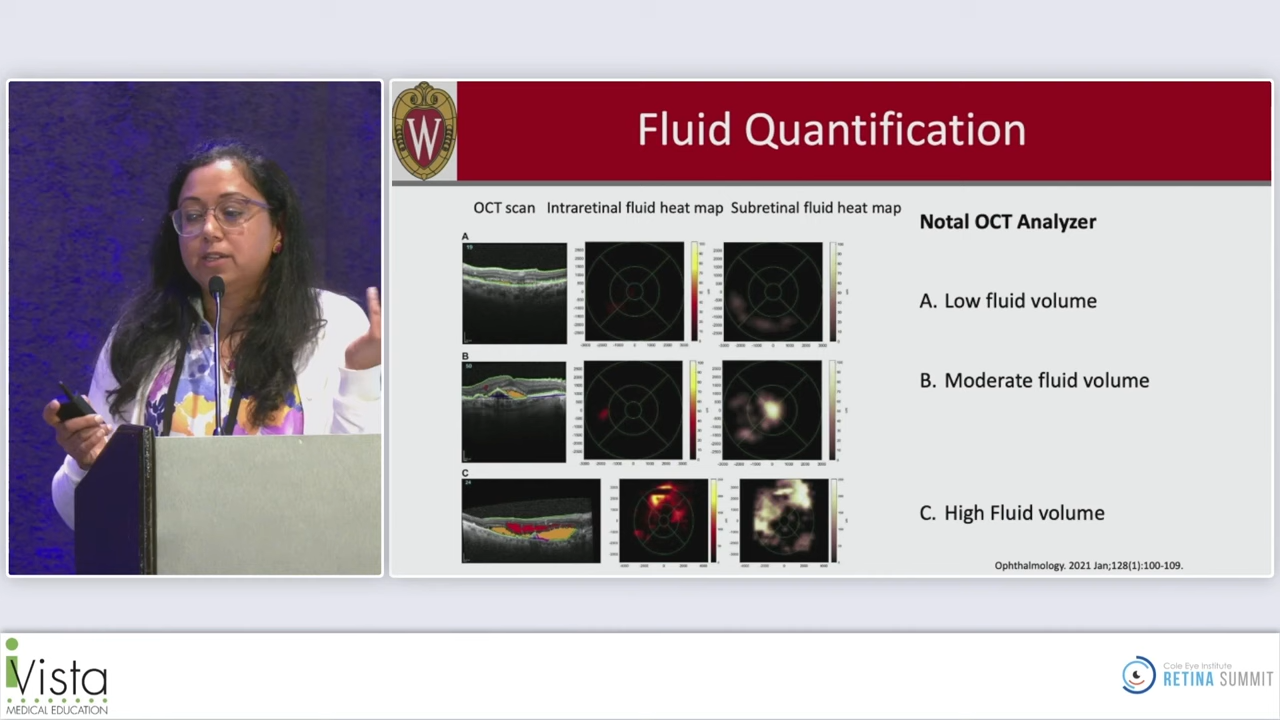 W
Fluid Quantification
OCT scan Intraretinal fluid heat map Subretinal fluid heat map
Notal OCT Analyzer
A
A. Low fluid volume
B
B. Moderate fluid volume
C
C. High Fluid volume
Ophthalmology. 2021 Jan;128(1):100-109.
iVista
MEDICAL EDUCATION
Cole Eye Institute
RETINA SUMMIT